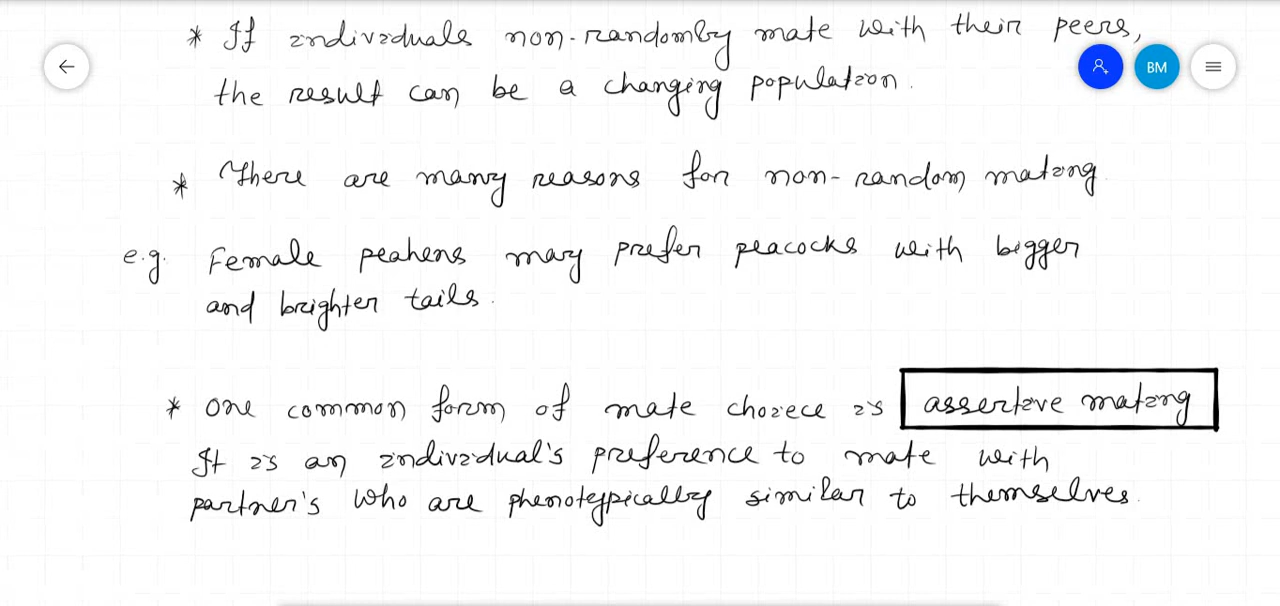 * If individuals non-randomly mate with their peers,
the result can be a changing population.
BM
* There are many reasons for non-random mating
e.g. Female peahens may prefer peacocks with bigger
and brighter tails.
* One common form of mate choice is assertive mating
It is an individual's preference to mate with
partner's who are phenotypically similar to themselves.